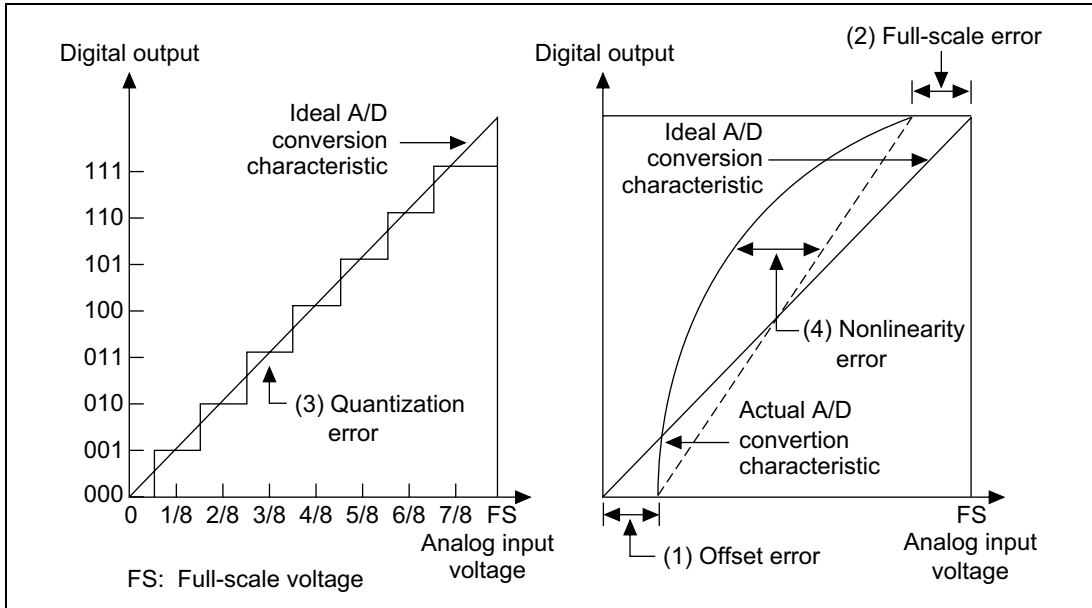 Digital output
Ideal A/D
conversion
characteristic
111
110
101
100
011
010
001
000
(3) Quantization
error
0
1/8
2/8
3/8
4/8
5/8
6/8
7/8
FS
Analog input
voltage
FS: Full-scale voltage
(2) Full-scale error
Digital output
Ideal A/D
conversion
characteristic
(4) Nonlinearity
error
Actual A/D
convertion
characteristic
FS
Analog input
voltage
(1) Offset error